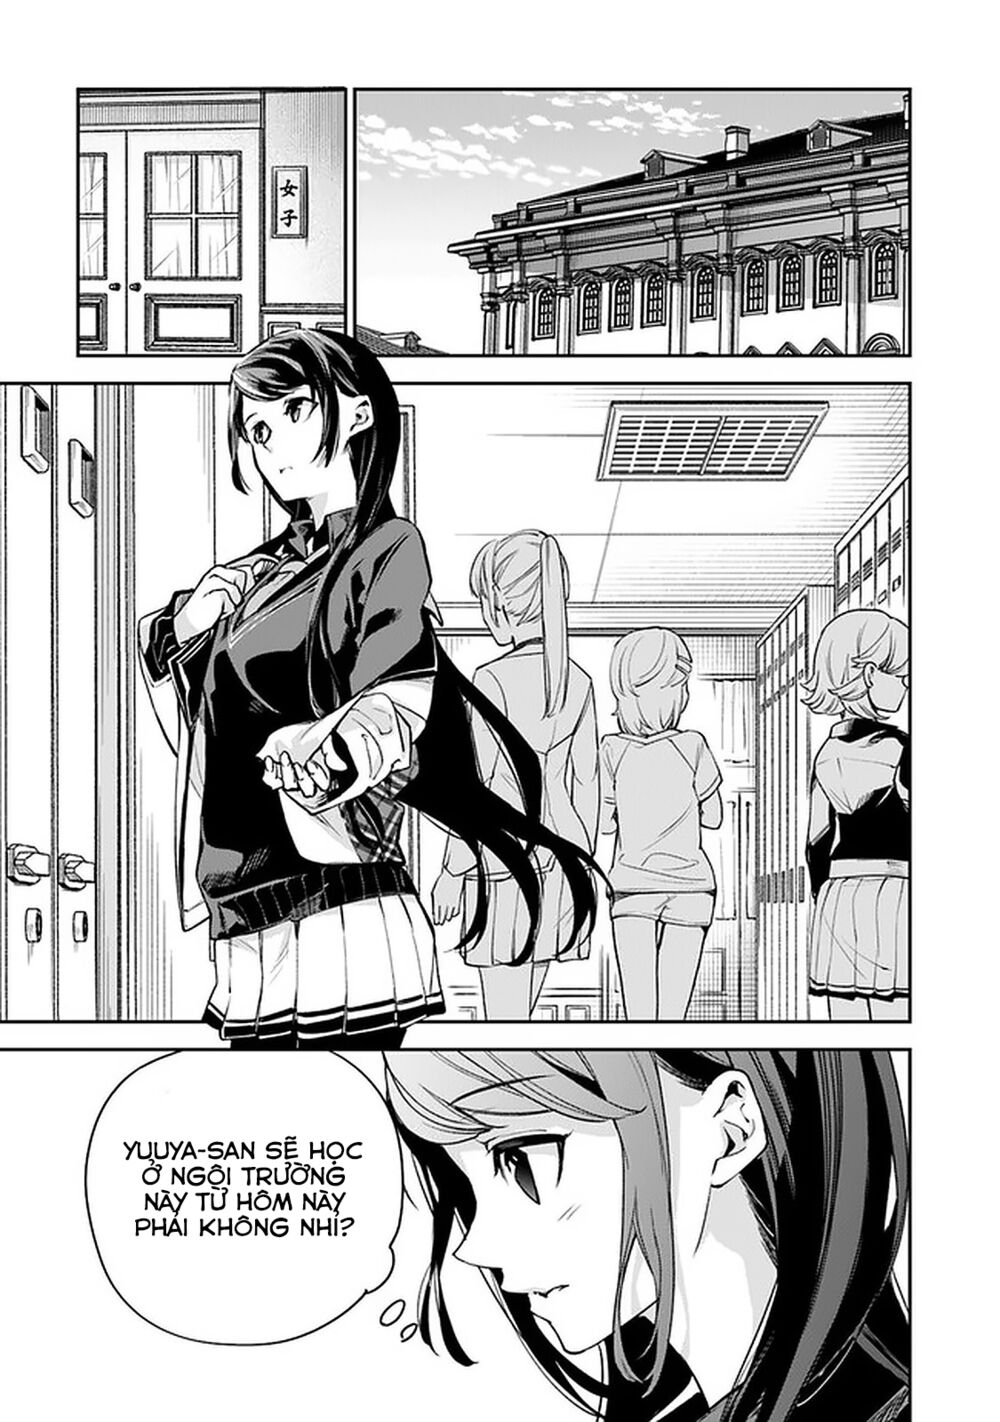 女子
YUUYA-SAN SẼ HỌC
Ở NGÔI TRƯỜNG
NÀY TỪ HÔM NAY
PHẢI KHÔNG NHỈ?